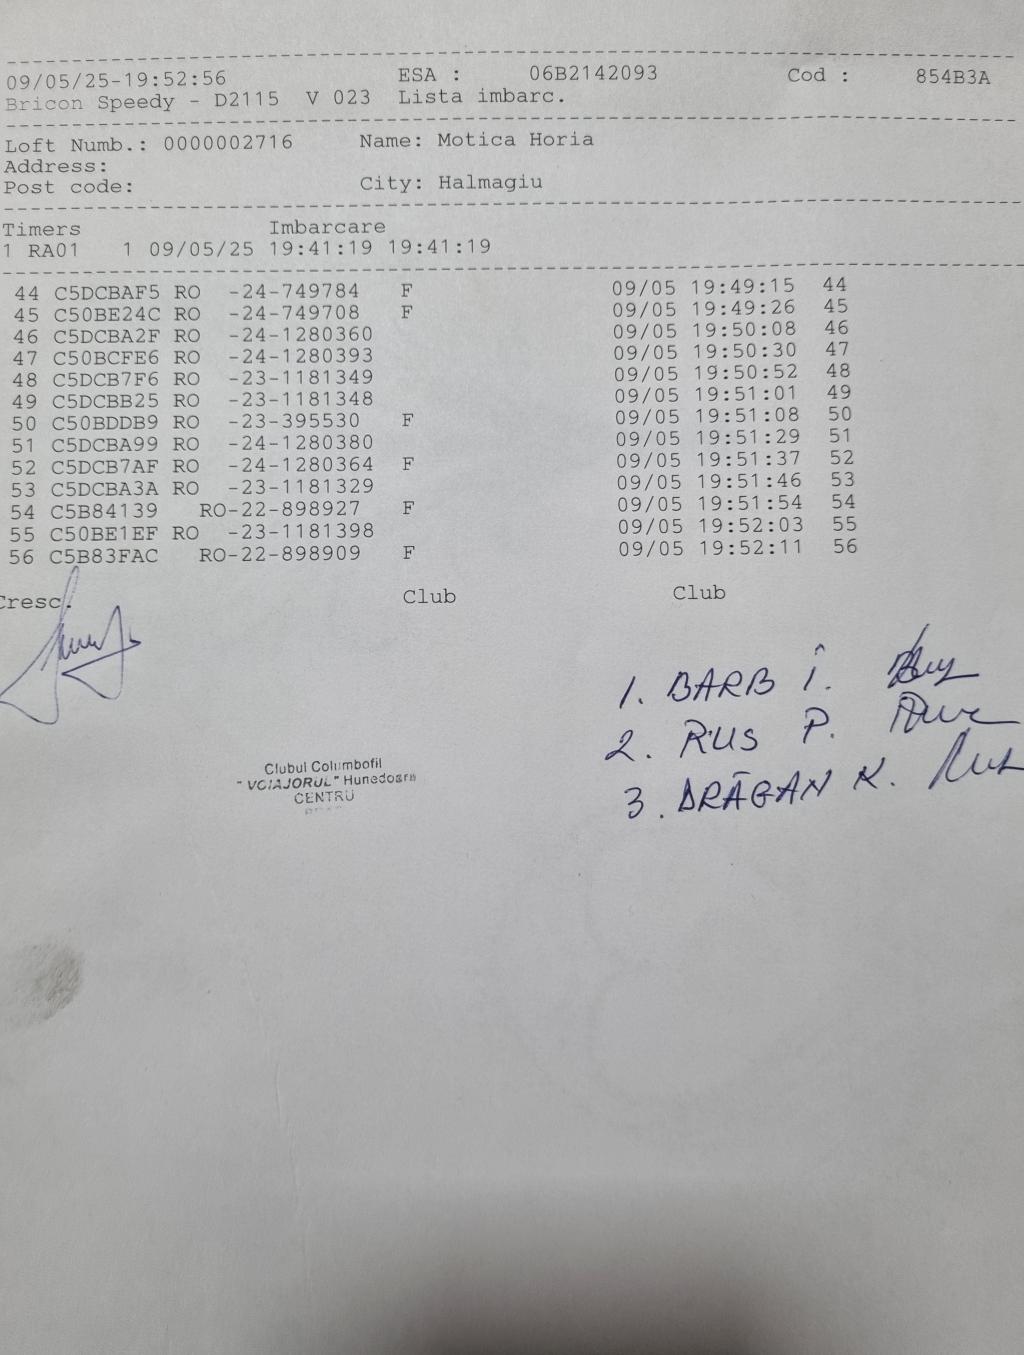 09/05/25-19:52:56 ESA : 06B2142093 Cod : 854B3A
Bricon Speedy - D2115 V 023 Lista imbarc.
Loft Numb.: 0000002716 Name: Motica Horia
Address:
Post code: City: Halmagiu
Timers Imbarcare
1 RA01 1 09/05/25 19:41:19 19:41:19
44 C5DCBAF5 RO -24-749784 F 09/05 19:49:15 44
45 C50BE24C RO -24-749708 F 09/05 19:49:26 45
46 C5DCBA2F RO -24-1280360 09/05 19:50:08 46
47 C50BCFE6 RO -24-1280393 09/05 19:50:30 47
48 C5DCB7F6 RO -23-1181349 09/05 19:50:52 48
49 C5DCBB25 RO -23-1181348 09/05 19:51:01 49
50 C50BDDB9 RO -23-395530 F 09/05 19:51:08 50
51 C5DCBA99 RO -24-1280380 09/05 19:51:29 51
52 C5DCB7AF RO -24-1280364 F 09/05 19:51:37 52
53 C5DCBA3A RO -23-1181329 09/05 19:51:46 53
54 C5B84139 RO-22-898927 F 09/05 19:51:54 54
55 C50BE1EF RO -23-1181398 09/05 19:52:03 55
56 C5B83FAC RO-22-898909 F 09/05 19:52:11 56
Cresc. Club Club
1. BARB Î.
2. RUS P.
3. DRĂGAN K.
Clubul Columbofil
"VOIAJORUL" Hunedoara
CENTRU